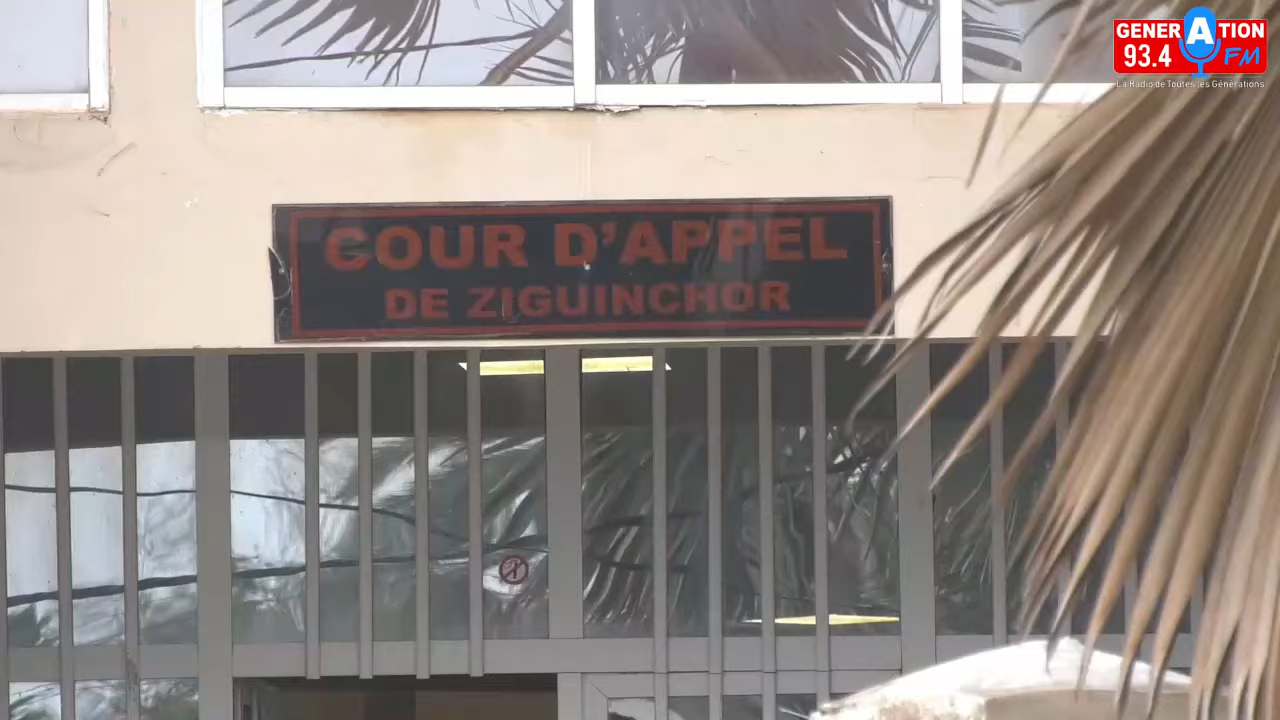 GENERATION
93.4 FM
La Radio de Toutes les Générations
COUR D'APPEL
DE ZIGUINCHOR